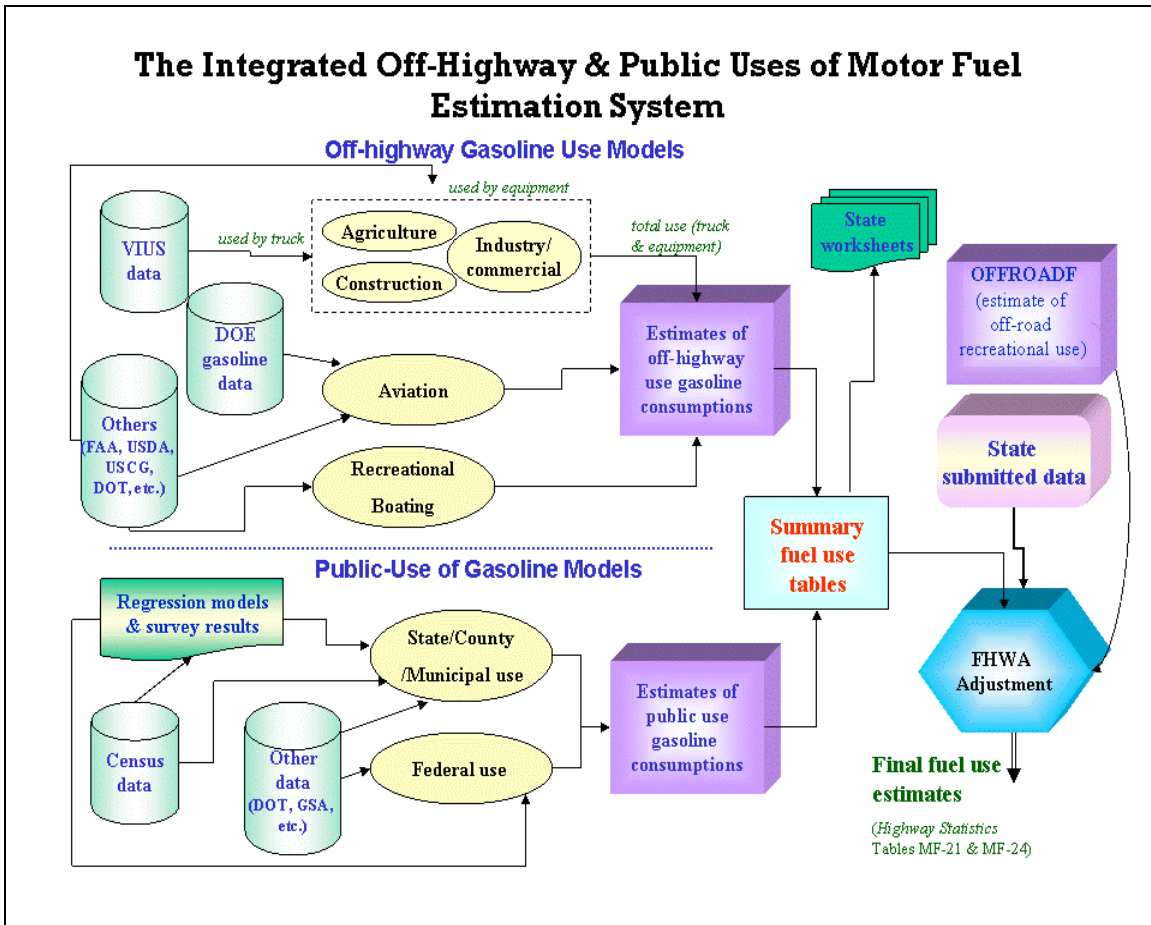 The Integrated Off-Highway & Public Uses of Motor Fuel
Estimation System
Off-highway Gasoline Use Models
used by equipment
VIUS
data
used by truck
Agriculture
Industry/
commercial
Construction
total use (truck
& equipment)
State
worksheets
OFFROADF
(estimate of
off-road
recreational use)
DOE
gasoline
data
Estimates of
off-highway
use gasoline
consumptions
Aviation
Others
(FAA, USDA,
USCG,
DOT, etc.)
Recreational
Boating
State
submitted data
Summary
fuel use
tables
Public-Use of Gasoline Models
Regression models
& survey results
State/County
/Municipal use
Estimates of
public use
gasoline
consumptions
FHWA
Adjustment
Census
data
Other
data
(DOT, GSA,
etc.)
Federal use
Final fuel use
estimates
(Highway Statistics
Tables MF-21 & MF-24)